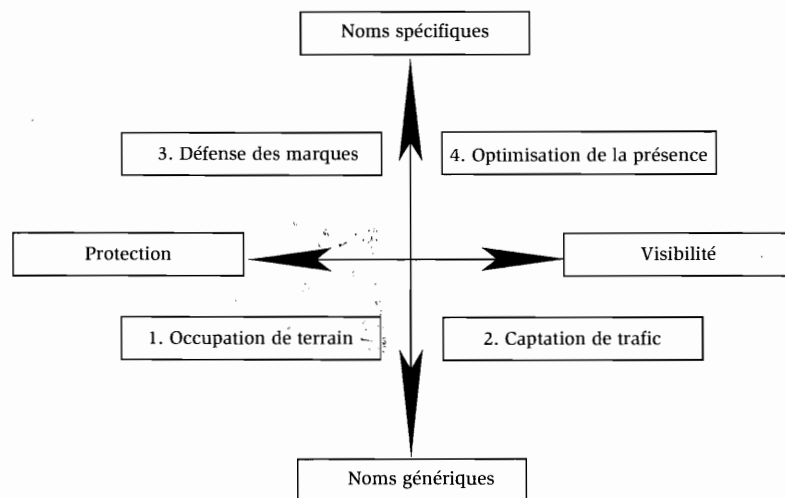 Noms spécifiques
3. Défense des marques
4. Optimisation de la présence
Protection
Visibilité
1. Occupation de terrain
2. Captation de trafic
Noms génériques